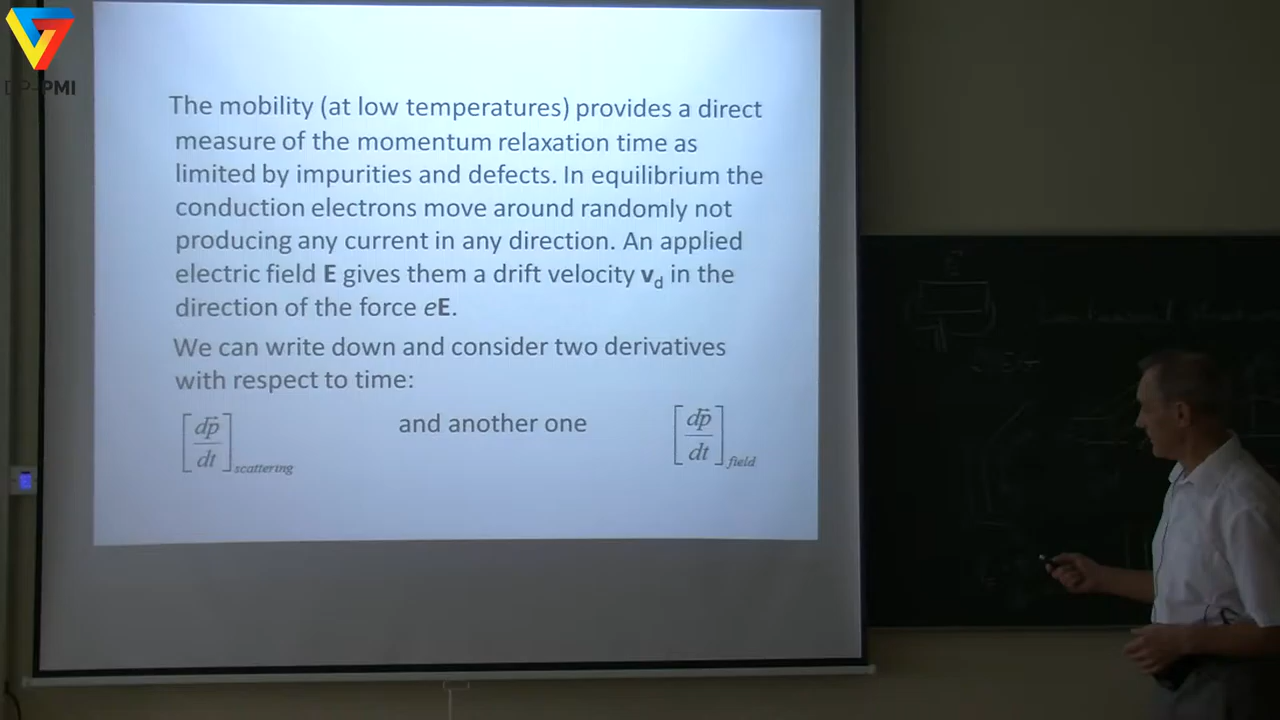 The mobility (at low temperatures) provides a direct
measure of the momentum relaxation time as
limited by impurities and defects. In equilibrium the
conduction electrons move around randomly not
producing any current in any direction. An applied
electric field E gives them a drift velocity v_d in the
direction of the force eE.
We can write down and consider two derivatives
with respect to time:
[dp̄/dt]_scattering and another one [dp̄/dt]_field